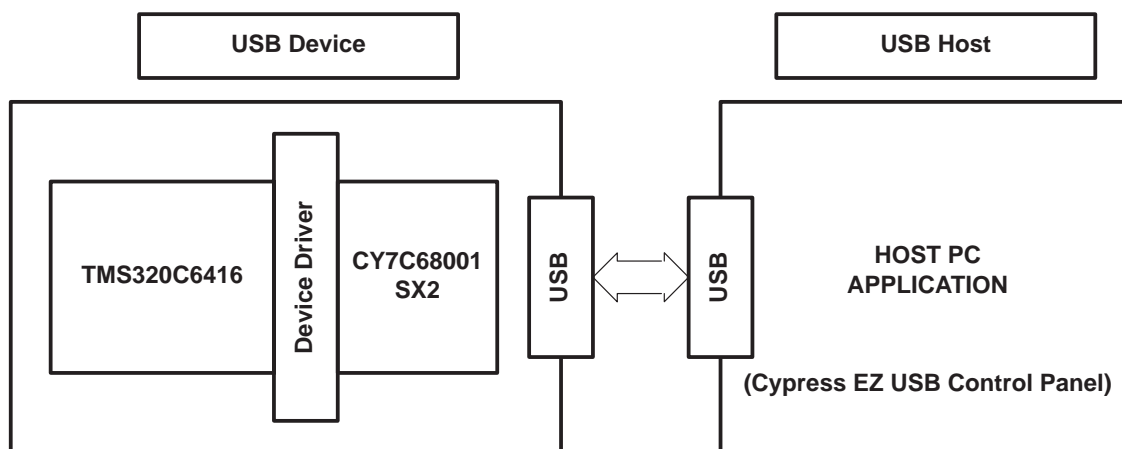 USB Device
USB Host
TMS320C6416
Device Driver
CY7C68001
SX2
USB
USB
HOST PC
APPLICATION
(Cypress EZ USB Control Panel)